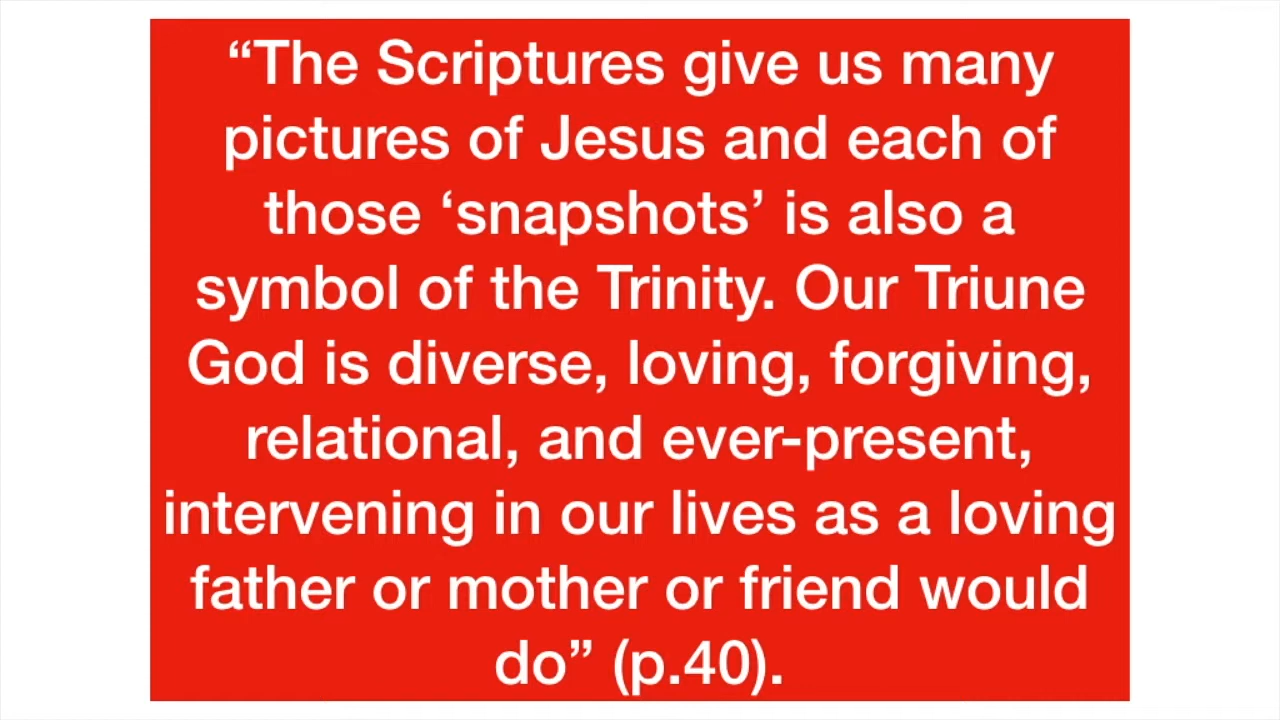 “The Scriptures give us many
pictures of Jesus and each of
those ‘snapshots’ is also a
symbol of the Trinity. Our Triune
God is diverse, loving, forgiving,
relational, and ever-present,
intervening in our lives as a loving
father or mother or friend would
do” (p.40).